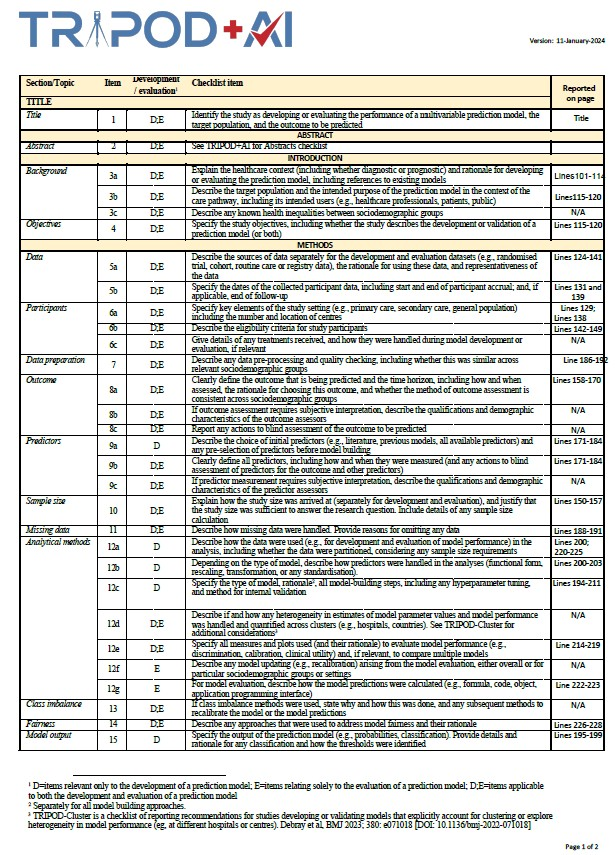 TRIPOD+AI
Version: 11-January-2024
Section/Topic Item Development / evaluation¹ Checklist item Reported on page
TITLE
Title 1 D;E Identify the study as developing or evaluating the performance of a multivariable prediction model, the Title
target population, and the outcome to be predicted
ABSTRACT
Abstract 2 D;E See TRIPOD+AI for Abstracts checklist
INTRODUCTION
Background 3a D;E Explain the healthcare context (including whether diagnostic or prognostic) and rationale for developing Lines101-114
or evaluating the prediction model, including references to existing models
3b D;E Describe the target population and the intended purpose of the prediction model in the context of the Lines115-120
care pathway, including its intended users (e.g., healthcare professionals, patients, public)
3c D;E Describe any known health inequalities between sociodemographic groups N/A
Objectives 4 D;E Specify the study objectives, including whether the study describes the development or validation of a Lines 115-120
prediction model (or both)
METHODS
Data 5a D;E Describe the sources of data separately for the development and evaluation datasets (e.g., randomised Lines 124-141
trial, cohort, routine care or registry data), the rationale for using these data, and representativeness of
the data
5b D;E Specify the dates of the collected participant data, including start and end of participant accrual; and, if Lines 131 and
applicable, end of follow-up 139
Participants 6a D;E Specify key elements of the study setting (e.g., primary care, secondary care, general population) Lines 129;
including the number and location of centres Lines 138
6b D;E Describe the eligibility criteria for study participants Lines 142-149
6c D;E Give details of any treatments received, and how they were handled during model development or N/A
evaluation, if relevant
Data preparation 7 D;E Describe any data pre-processing and quality checking, including whether this was similar across Line 186-192
relevant sociodemographic groups
Outcome 8a D;E Clearly define the outcome that is being predicted and the time horizon, including how and when Lines 158-170
assessed, the rationale for choosing this outcome, and whether the method of outcome assessment is
consistent across sociodemographic groups
8b D;E If outcome assessment requires subjective interpretation, describe the qualifications and demographic N/A
characteristics of the outcome assessors
8c D;E Report any actions to blind assessment of the outcome to be predicted N/A
Predictors 9a D Describe the choice of initial predictors (e.g., literature, previous models, all available predictors) and Lines 171-184
any pre-selection of predictors before model building
9b D;E Clearly define all predictors, including how and when they were measured (and any actions to blind Lines 171-184
assessment of predictors for the outcome and other predictors)
9c D;E If predictor measurement requires subjective interpretation, describe the qualifications and demographic N/A
characteristics of the predictor assessors
Sample size 10 D;E Explain how the study size was arrived at (separately for development and evaluation), and justify that Lines 150-157
the study size was sufficient to answer the research question. Include details of any sample size
calculation
Missing data 11 D;E Describe how missing data were handled. Provide reasons for omitting any data Lines 188-191
Analytical methods 12a D Describe how the data were used (e.g., for development and evaluation of model performance) in the Lines 200;
analysis, including whether the data were partitioned, considering any sample size requirements 220-225
12b D Depending on the type of model, describe how predictors were handled in the analyses (functional form, Lines 200-203
rescaling, transformation, or any standardisation).
12c D Specify the type of model, rationale², all model-building steps, including any hyperparameter tuning, Lines 194-211
and method for internal validation
12d D;E Describe if and how any heterogeneity in estimates of model parameter values and model performance N/A
was handled and quantified across clusters (e.g., hospitals, countries). See TRIPOD-Cluster for
additional considerations³
12e D;E Specify all measures and plots used (and their rationale) to evaluate model performance (e.g., Line 214-219
discrimination, calibration, clinical utility) and, if relevant, to compare multiple models
12f E Describe any model updating (e.g., recalibration) arising from the model evaluation, either overall or for N/A
particular sociodemographic groups or settings
12g E For model evaluation, describe how the model predictions were calculated (e.g., formula, code, object, Line 222-223
application programming interface)
Class imbalance 13 D;E If class imbalance methods were used, state why and how this was done, and any subsequent methods to N/A
recalibrate the model or the model predictions
Fairness 14 D;E Describe any approaches that were used to address model fairness and their rationale Lines 226-228
Model output 15 D Specify the output of the prediction model (e.g., probabilities, classification). Provide details and Lines 195-199
rationale for any classification and how the thresholds were identified
¹ D=items relevant only to the development of a prediction model; E=items relating solely to the evaluation of a prediction model; D;E=items applicable
to both the development and evaluation of a prediction model
² Separately for all model building approaches.
³ TRIPOD-Cluster is a checklist of reporting recommendations for studies developing or validating models that explicitly account for clustering or explore
heterogeneity in model performance (eg, at different hospitals or centres). Debray et al, BMJ 2023; 380: e071018 [DOI: 10.1136/bmj-2022-071018]
Page 1 of 2